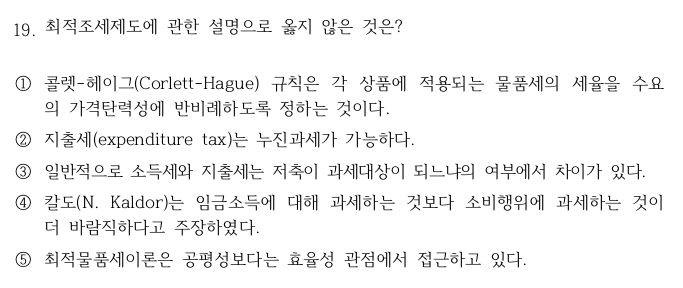 19. 최적조세제도에 관한 설명으로 옳지 않은 것은?
① 콜렛-헤이그(Corlett-Hague) 규칙은 각 상품에 적용되는 물품세의 세율을 수요
의 가격탄력성에 반비례하도록 정하는 것이다.
② 지출세(expenditure tax)는 누진과세가 가능하다.
③ 일반적으로 소득세와 지출세는 저축이 과세대상이 되느냐의 여부에서 차이가 있다.
④ 칼도(N. Kaldor)는 임금소득에 대해 과세하는 것보다 소비행위에 과세하는 것이
더 바람직하다고 주장하였다.
⑤ 최적물품세이론은 공평성보다는 효율성 관점에서 접근하고 있다.